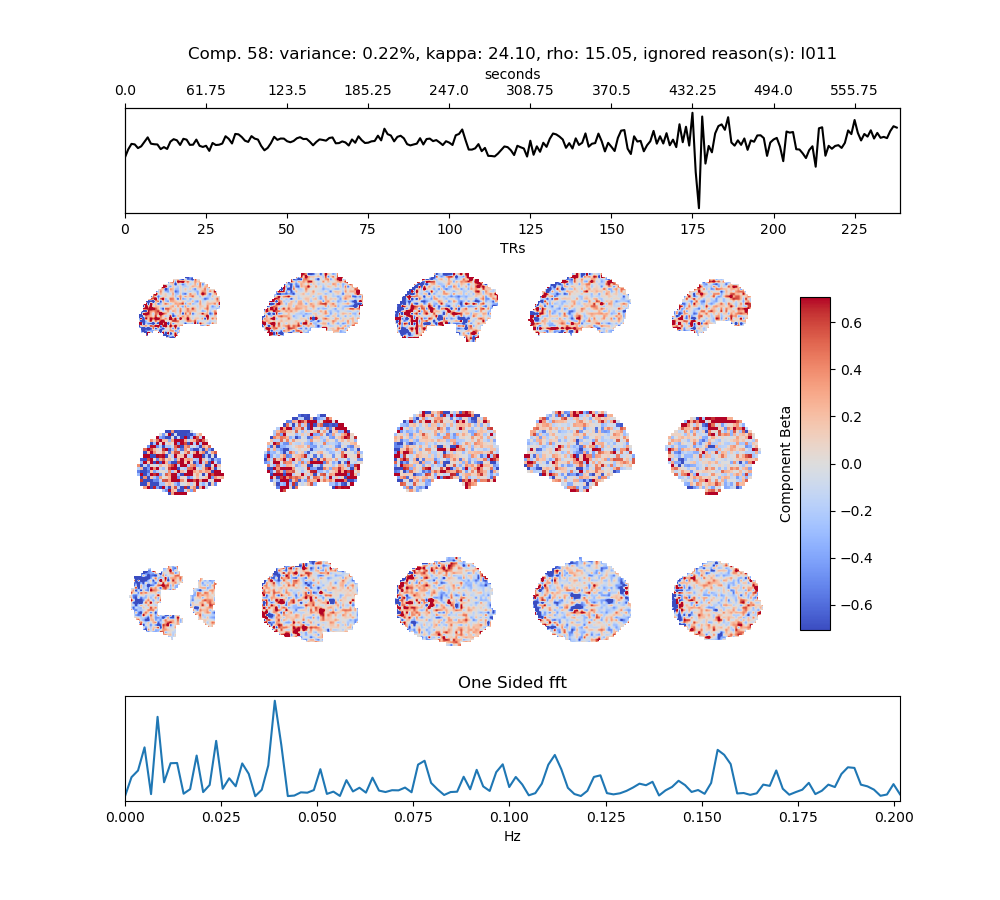 Comp. 58: variance: 0.22%, kappa: 24.10, rho: 15.05, ignored reason(s): I011
seconds
0.0 61.75 123.5 185.25 247.0 308.75 370.5 432.25 494.0 555.75
0 25 50 75 100 125 150 175 200 225
TRs
0.6
0.4
0.2
0.0
−0.2
−0.4
−0.6
Component Beta
One Sided fft
0.000 0.025 0.050 0.075 0.100 0.125 0.150 0.175 0.200
Hz